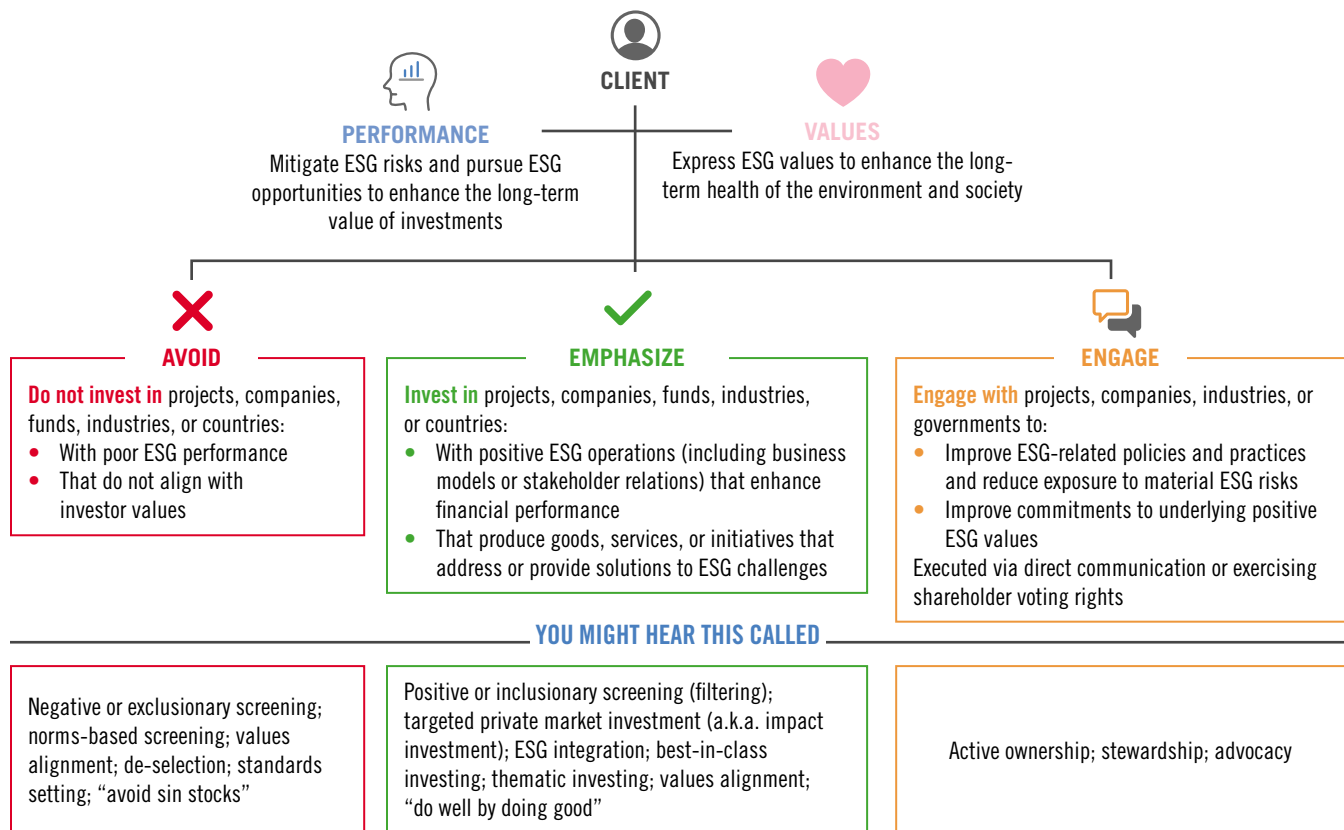 CLIENT
PERFORMANCE
Mitigate ESG risks and pursue ESG
opportunities to enhance the long-term
value of investments
VALUES
Express ESG values to enhance the long-
term health of the environment and society
AVOID
Do not invest in projects, companies,
funds, industries, or countries:
• With poor ESG performance
• That do not align with
investor values
EMPHASIZE
Invest in projects, companies, funds, industries,
or countries:
• With positive ESG operations (including business
models or stakeholder relations) that enhance
financial performance
• That produce goods, services, or initiatives that
address or provide solutions to ESG challenges
ENGAGE
Engage with projects, companies, industries, or
governments to:
• Improve ESG-related policies and practices
and reduce exposure to material ESG risks
• Improve commitments to underlying positive
ESG values
Executed via direct communication or exercising
shareholder voting rights
YOU MIGHT HEAR THIS CALLED
Negative or exclusionary screening;
norms-based screening; values
alignment; de-selection; standards
setting; “avoid sin stocks”
Positive or inclusionary screening (filtering);
targeted private market investment (a.k.a. impact
investment); ESG integration; best-in-class
investing; thematic investing; values alignment;
“do well by doing good”
Active ownership; stewardship; advocacy